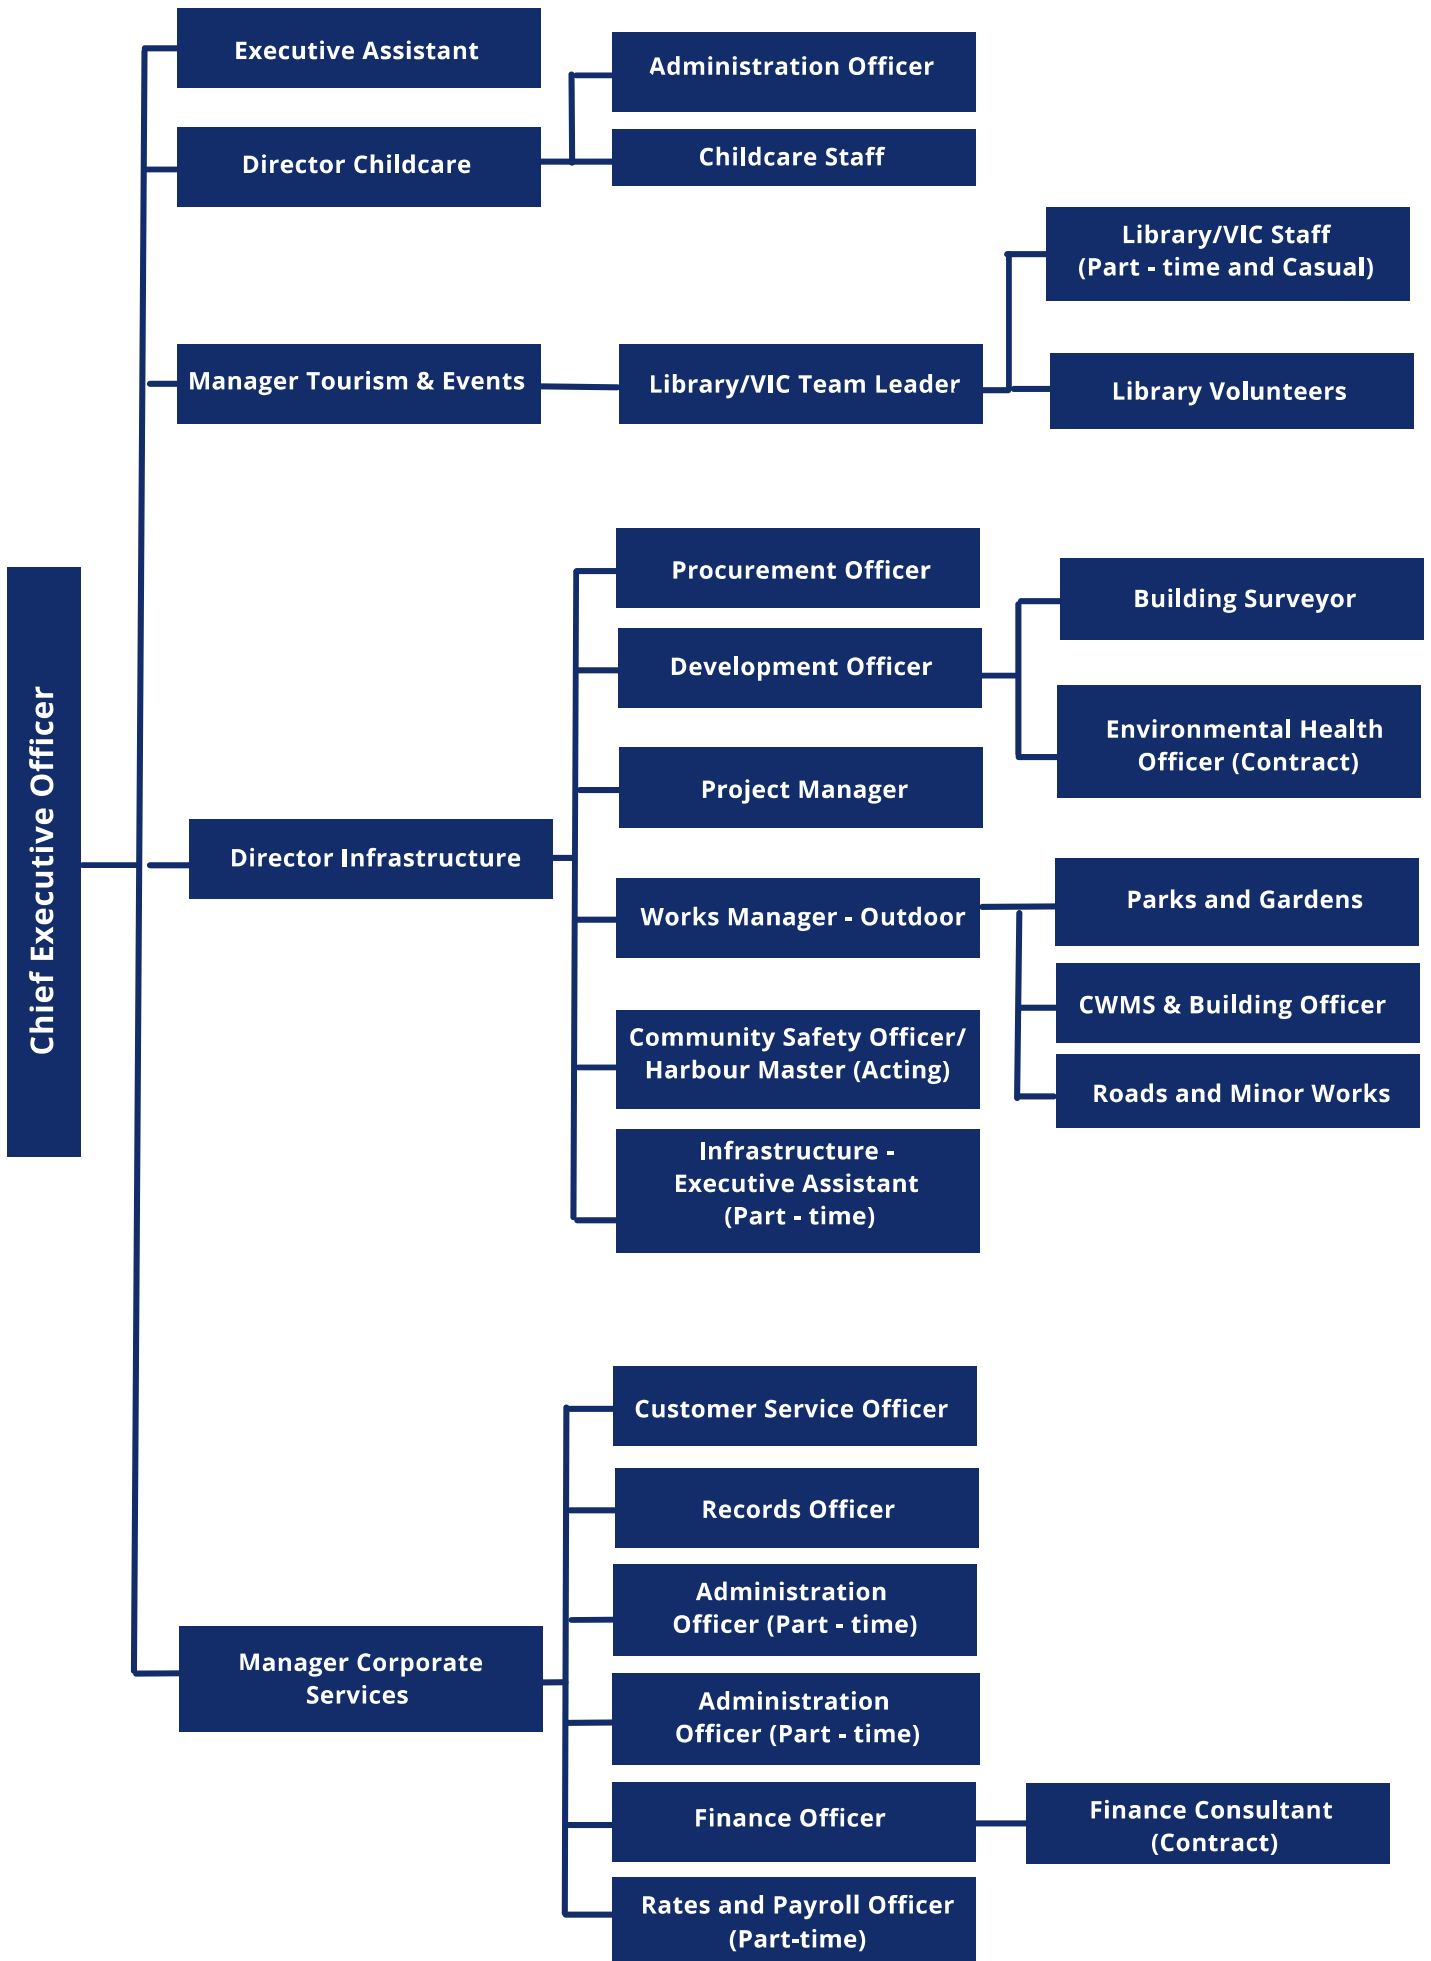 Chief Executive Officer
Executive Assistant
Director Childcare
Administration Officer
Childcare Staff
Manager Tourism & Events
Library/VIC Team Leader
Library/VIC Staff
(Part - time and Casual)
Library Volunteers
Director Infrastructure
Procurement Officer
Development Officer
Building Surveyor
Environmental Health
Officer (Contract)
Project Manager
Works Manager - Outdoor
Parks and Gardens
CWMS & Building Officer
Roads and Minor Works
Community Safety Officer/
Harbour Master (Acting)
Infrastructure -
Executive Assistant
(Part - time)
Manager Corporate
Services
Customer Service Officer
Records Officer
Administration
Officer (Part - time)
Administration
Officer (Part - time)
Finance Officer
Finance Consultant
(Contract)
Rates and Payroll Officer
(Part-time)